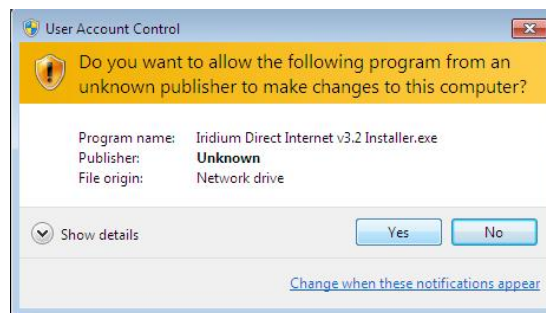 User Account Control
Do you want to allow the following program from an
unknown publisher to make changes to this computer?
Program name: Iridium Direct Internet v3.2 Installer.exe
Publisher: Unknown
File origin: Network drive
Show details
Yes No
Change when these notifications appear